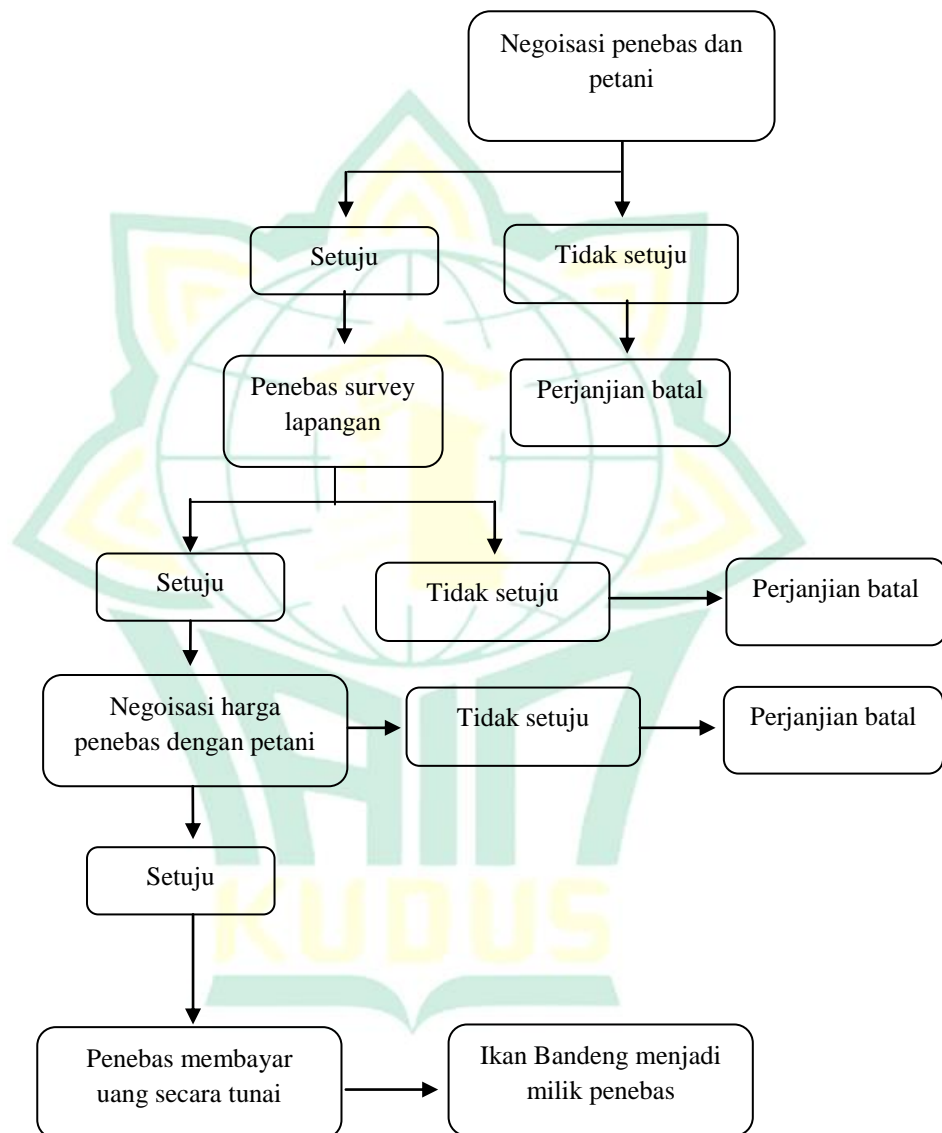 Negoisasi penebas dan
petani
Setuju
Tidak setuju
Penebas survey
lapangan
Perjanjian batal
Setuju
Tidak setuju
Perjanjian batal
Negoisasi harga
penebas dengan petani
Tidak setuju
Perjanjian batal
Setuju
KUDUS
Penebas membayar
uang secara tunai
Ikan Bandeng menjadi
milik penebas